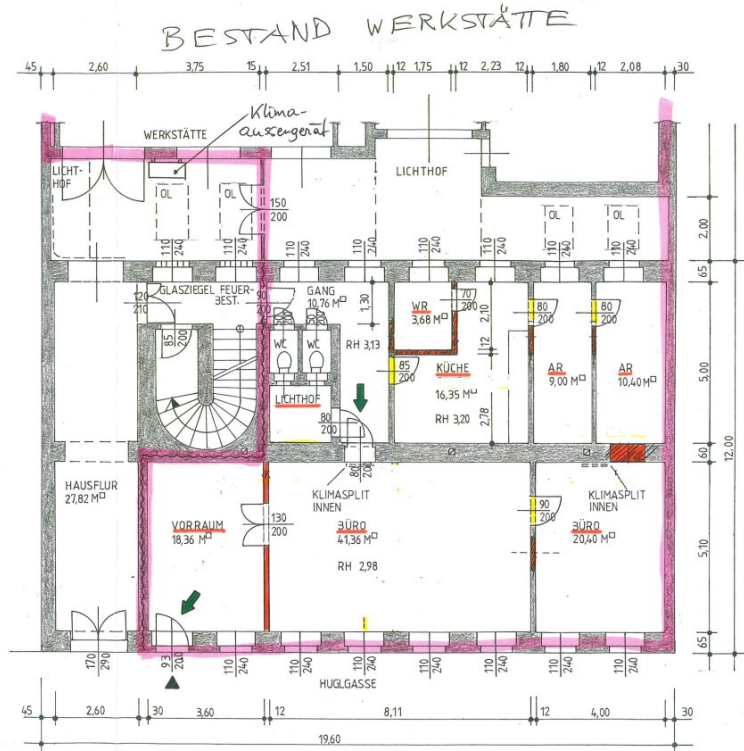 BESTAND WERKSTÄTTE
45 2,60 3,75 15 2,51 1,50 12 1,75 12 2,23 12 1,80 12 2,08 30
Klima-
aussengerät
WERKSTÄTTE
LICHT-
HOF
LICHTHOF
OL
OL
OL
OL
150
200
2,00
110
240
110
240
110
240
110
240
110
240
110
240
110
240
110
240
65
120
210
GLASZIEGEL FEUER-
BEST.
90
200
GANG
10,76 M²
1,30
WR
3,68 M²
70
200
2,10
80
200
80
200
85
200
WC
WC
RH 3,13
12
85
200
KÜCHE
16,35 M²
RH 3,20
2,78
AR
9,00 M²
AR
10,40 M²
5,00
12,00
LICHTHOF
80
200
80
200
60
HAUSFLUR
27,82 M²
KLIMASPLIT
INNEN
KLIMASPLIT
INNEN
VORRAUM
18,36 M²
130
200
BÜRO
41,36 M²
RH 2,98
90
200
BÜRO
20,40 M²
5,10
65
170
290
93
200
110
240
110
240
110
240
110
240
110
240
110
240
110
240
HUGLGASSE
45 2,60 30 3,60 12 8,11 12 4,00 30
19,60